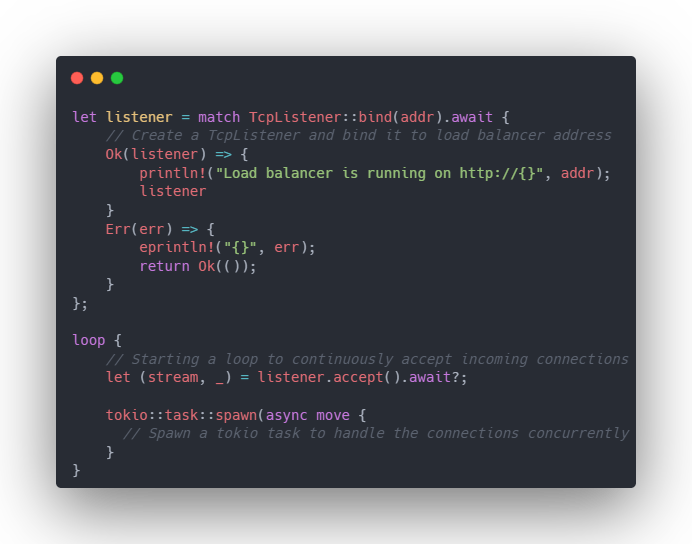 let listener = match TcpListener::bind(addr).await {
    // Create a TcpListener and bind it to load balancer address
    Ok(listener) => {
        println!("Load balancer is running on http://{}", addr);
        listener
    }
    Err(err) => {
        eprintln!("{}", err);
        return Ok(());
    }
};

loop {
    // Starting a loop to continuously accept incoming connections
    let (stream, _) = listener.accept().await?;

    tokio::task::spawn(async move {
      // Spawn a tokio task to handle the connections concurrently
    }
}